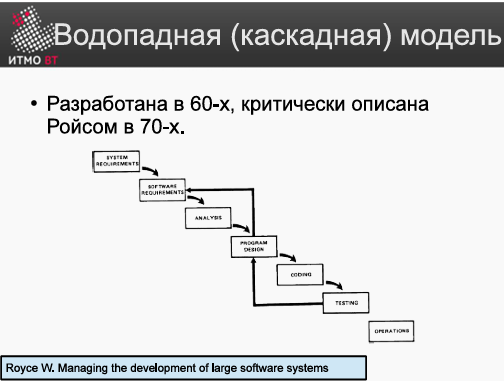 Водопадная (каскадная) модель
ИТМО ВТ
• Разработана в 60-х, критически описана
Ройсом в 70-х.
SYSTEM
REQUIREMENTS
SOFTWARE
REQUIREMENTS
ANALYSIS
PROGRAM
DESIGN
CODING
TESTING
OPERATIONS
Royce W. Managing the development of large software systems